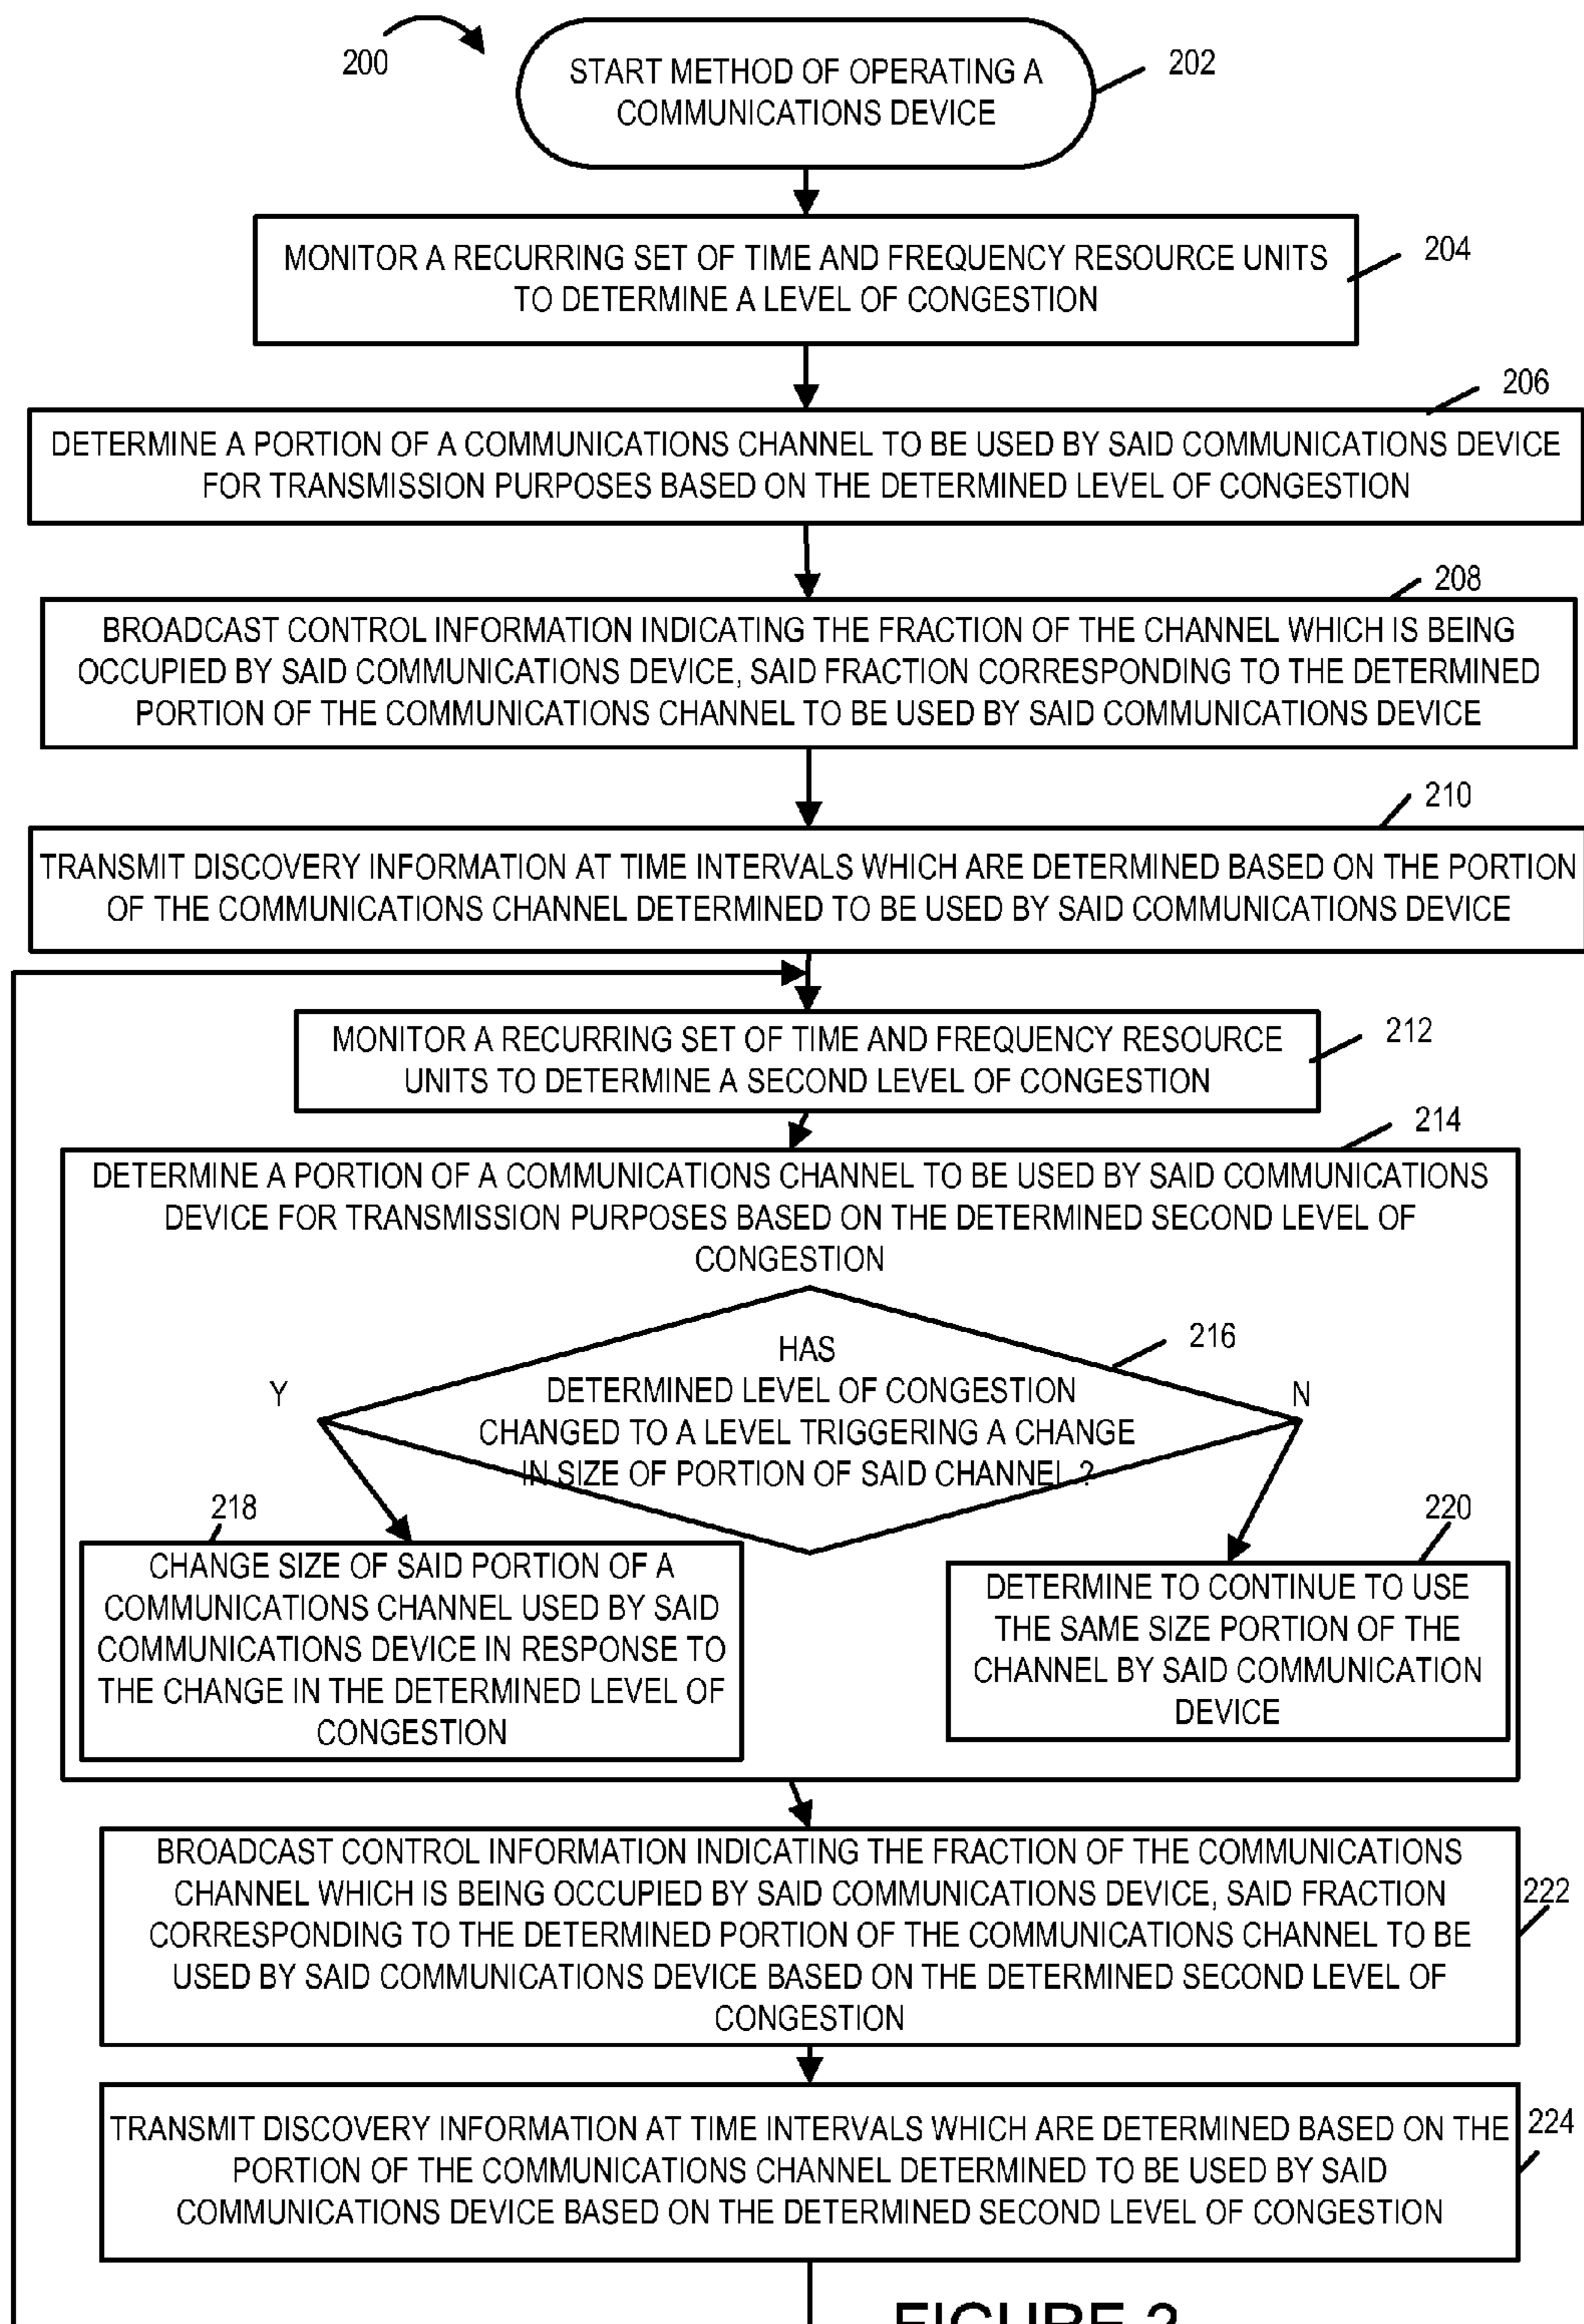 200
START METHOD OF OPERATING A
COMMUNICATIONS DEVICE
202
MONITOR A RECURRING SET OF TIME AND FREQUENCY RESOURCE UNITS
TO DETERMINE A LEVEL OF CONGESTION
204
206
DETERMINE A PORTION OF A COMMUNICATIONS CHANNEL TO BE USED BY SAID COMMUNICATIONS DEVICE
FOR TRANSMISSION PURPOSES BASED ON THE DETERMINED LEVEL OF CONGESTION
208
BROADCAST CONTROL INFORMATION INDICATING THE FRACTION OF THE CHANNEL WHICH IS BEING
OCCUPIED BY SAID COMMUNICATIONS DEVICE, SAID FRACTION CORRESPONDING TO THE DETERMINED
PORTION OF THE COMMUNICATIONS CHANNEL TO BE USED BY SAID COMMUNICATIONS DEVICE
210
TRANSMIT DISCOVERY INFORMATION AT TIME INTERVALS WHICH ARE DETERMINED BASED ON THE PORTION
OF THE COMMUNICATIONS CHANNEL DETERMINED TO BE USED BY SAID COMMUNICATIONS DEVICE
MONITOR A RECURRING SET OF TIME AND FREQUENCY RESOURCE
UNITS TO DETERMINE A SECOND LEVEL OF CONGESTION
212
214
DETERMINE A PORTION OF A COMMUNICATIONS CHANNEL TO BE USED BY SAID COMMUNICATIONS
DEVICE FOR TRANSMISSION PURPOSES BASED ON THE DETERMINED SECOND LEVEL OF
CONGESTION
216
HAS
DETERMINED LEVEL OF CONGESTION
CHANGED TO A LEVEL TRIGGERING A CHANGE
IN SIZE OF PORTION OF SAID CHANNEL ?
Y
N
218
CHANGE SIZE OF SAID PORTION OF A
COMMUNICATIONS CHANNEL USED BY SAID
COMMUNICATIONS DEVICE IN RESPONSE TO
THE CHANGE IN THE DETERMINED LEVEL OF
CONGESTION
220
DETERMINE TO CONTINUE TO USE
THE SAME SIZE PORTION OF THE
CHANNEL BY SAID COMMUNICATION
DEVICE
BROADCAST CONTROL INFORMATION INDICATING THE FRACTION OF THE COMMUNICATIONS
CHANNEL WHICH IS BEING OCCUPIED BY SAID COMMUNICATIONS DEVICE, SAID FRACTION
CORRESPONDING TO THE DETERMINED PORTION OF THE COMMUNICATIONS CHANNEL TO BE
USED BY SAID COMMUNICATIONS DEVICE BASED ON THE DETERMINED SECOND LEVEL OF
CONGESTION
222
TRANSMIT DISCOVERY INFORMATION AT TIME INTERVALS WHICH ARE DETERMINED BASED ON THE
PORTION OF THE COMMUNICATIONS CHANNEL DETERMINED TO BE USED BY SAID
COMMUNICATIONS DEVICE BASED ON THE DETERMINED SECOND LEVEL OF CONGESTION
224
FIGURE 2